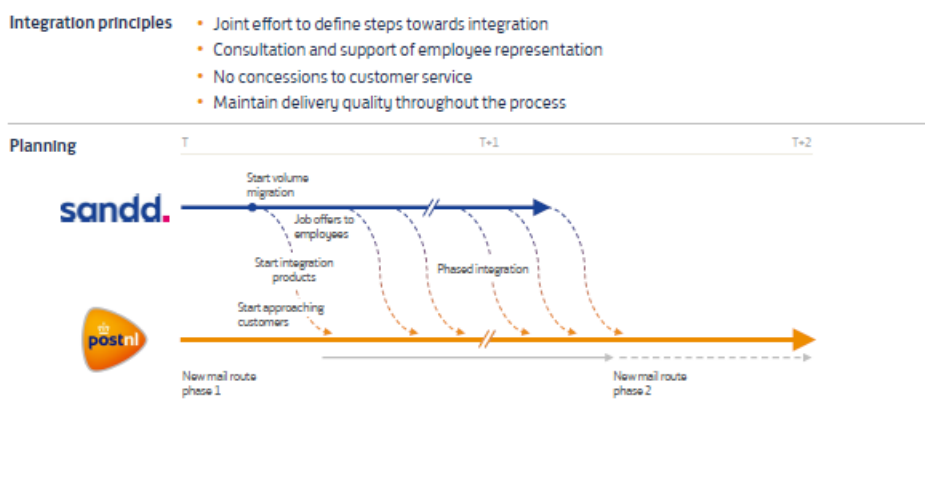 Integration principles
• Joint effort to define steps towards integration
• Consultation and support of employee representation
• No concessions to customer service
• Maintain delivery quality throughout the process
Planning
T
T+1
T+2
Start volume
migration
sandd.
Job offers to
employees
Start integration
products
Phased integration
Start approaching
customers
postnl
New mail route
phase 1
New mail route
phase 2